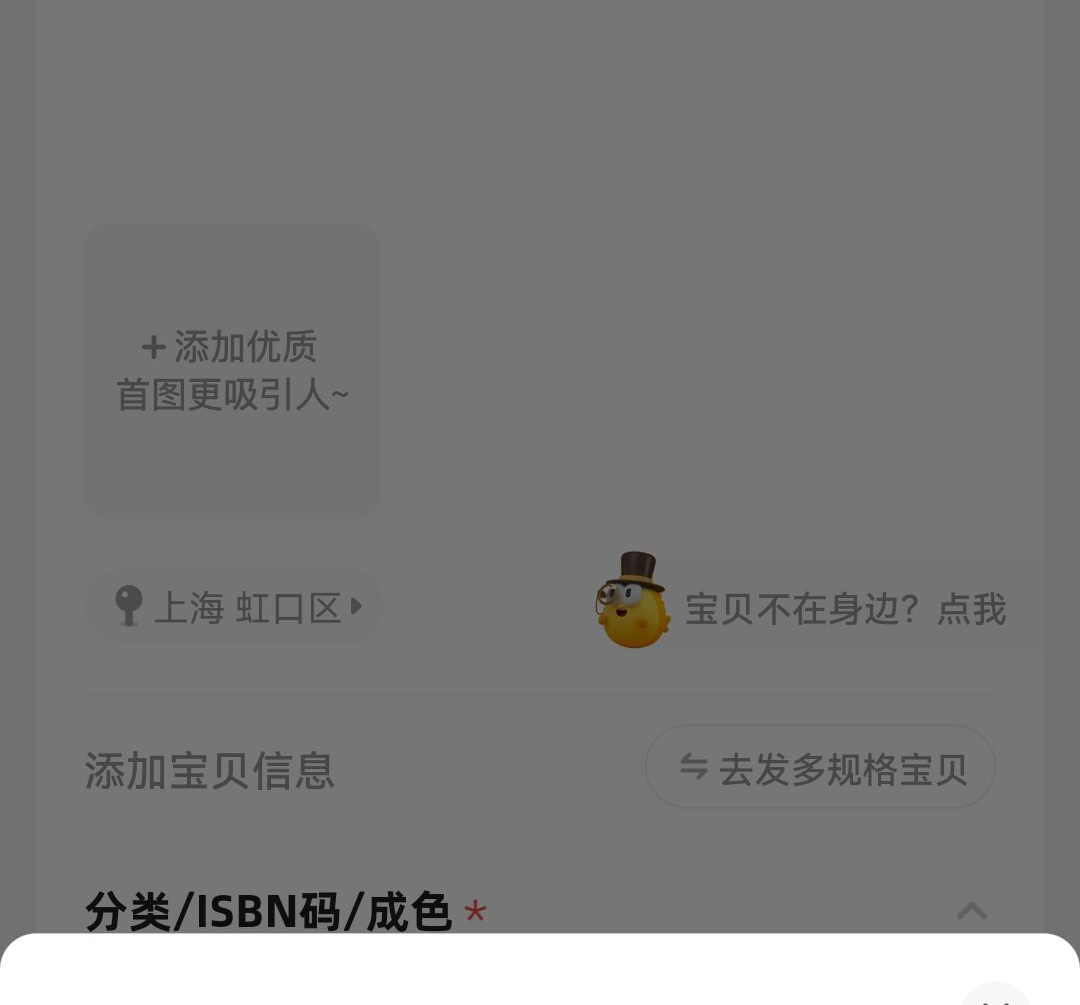 + 添加优质
首图更吸引人~
上海 虹口区
宝贝不在身边？点我
添加宝贝信息
去发多规格宝贝
分类/ISBN码/成色 *